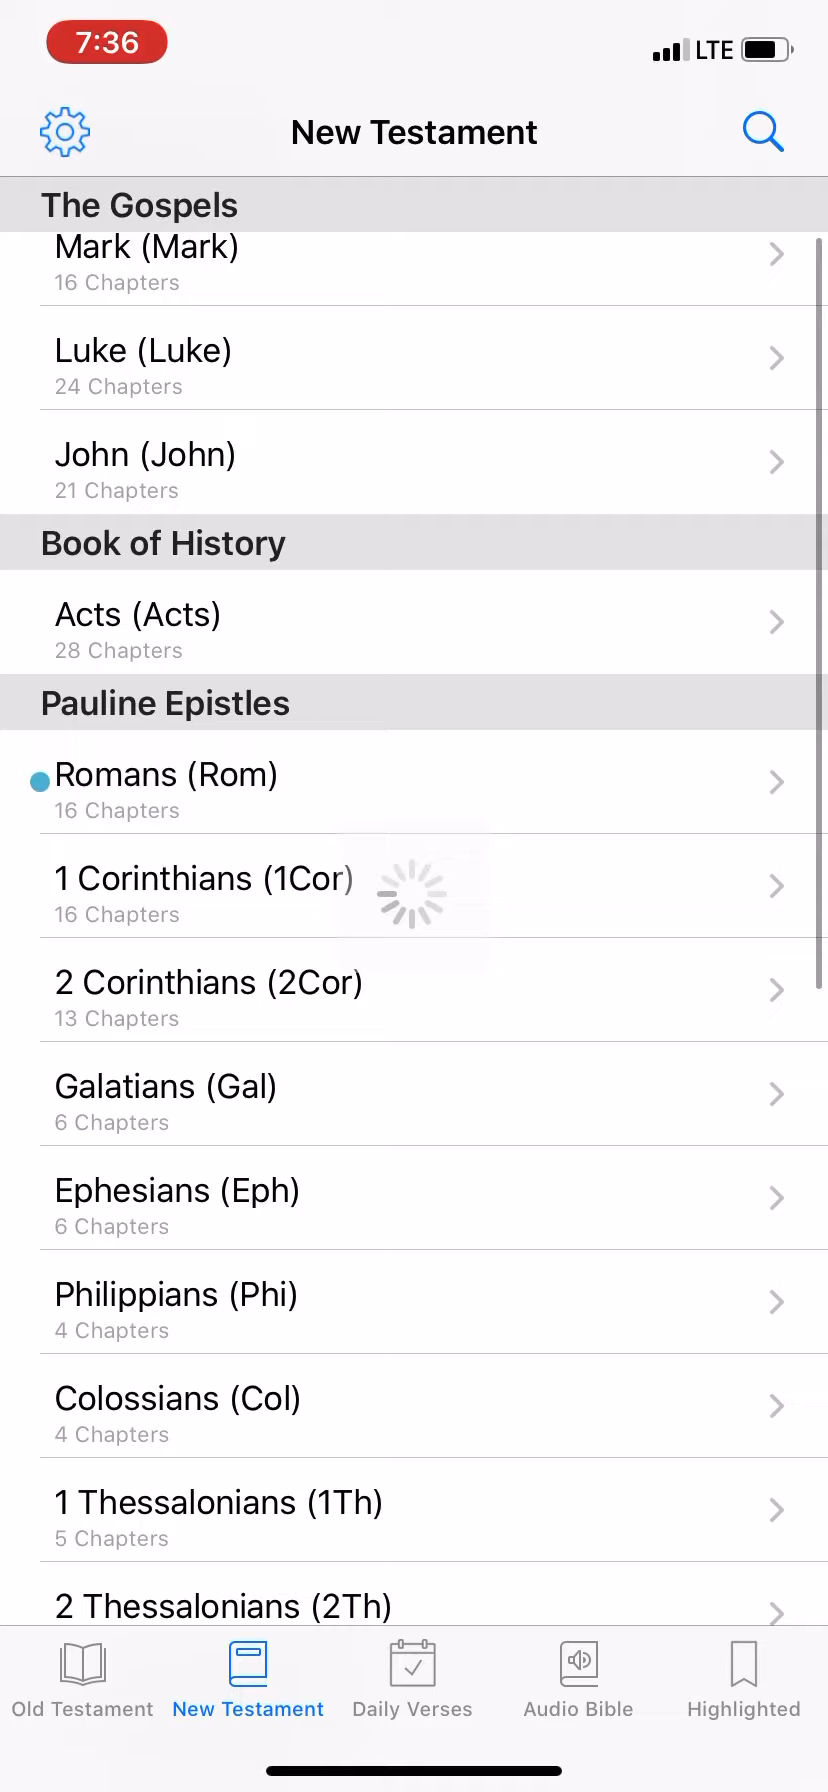 7:36
LTE
New Testament
The Gospels
Mark (Mark)
16 Chapters
Luke (Luke)
24 Chapters
John (John)
21 Chapters
Book of History
Acts (Acts)
28 Chapters
Pauline Epistles
Romans (Rom)
16 Chapters
1 Corinthians (1Cor)
16 Chapters
2 Corinthians (2Cor)
13 Chapters
Galatians (Gal)
6 Chapters
Ephesians (Eph)
6 Chapters
Philippians (Phi)
4 Chapters
Colossians (Col)
4 Chapters
1 Thessalonians (1Th)
5 Chapters
2 Thessalonians (2Th)
Old Testament
New Testament
Daily Verses
Audio Bible
Highlighted